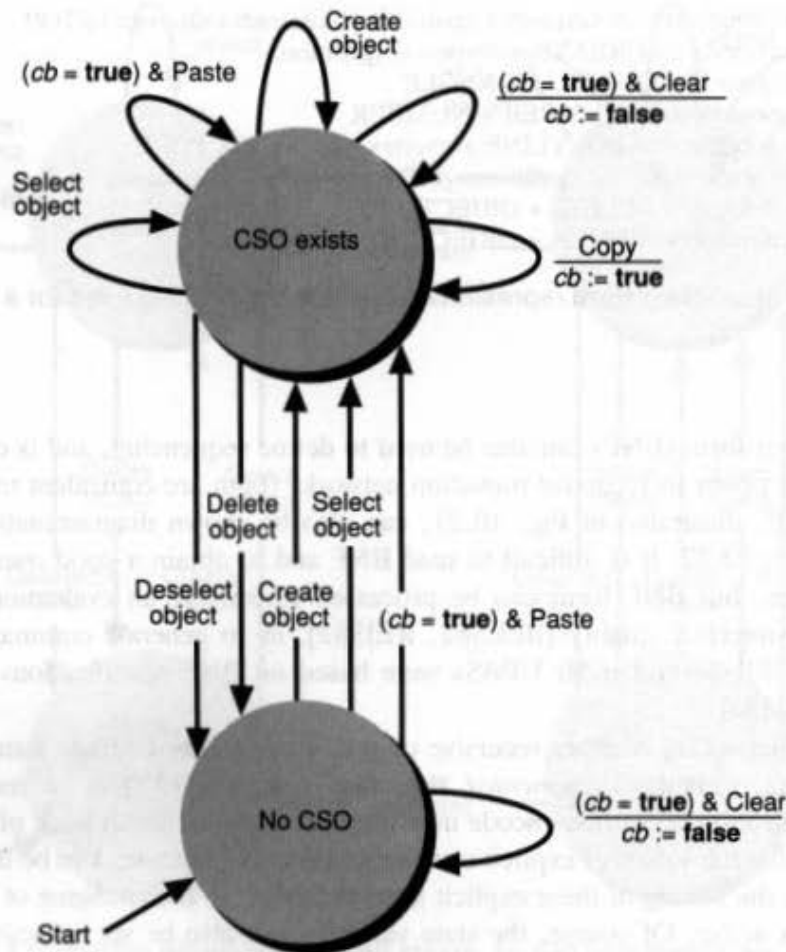 Create
object
(cb = true) & Paste
(cb = true) & Clear
cb := false
Select
object
CSO exists
Copy
cb := true
Delete
object
Select
object
Deselect
object
Create
object
(cb = true) & Paste
No CSO
(cb = true) & Clear
cb := false
Start